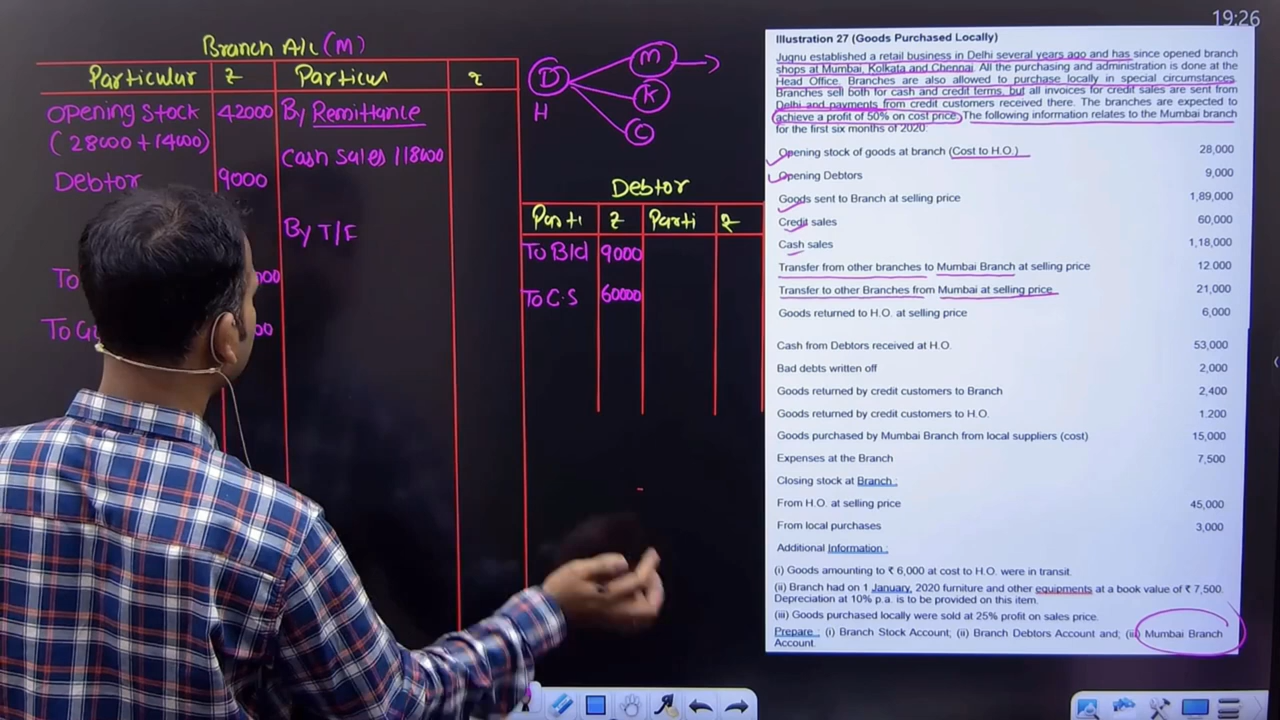 19:26
Branch A/c (M)
Particular ₹ Particus ₹
Opening Stock 42000 By Remittance
(28000+14000)
Cash Sales 118000
Debtor 9000
By T/F
To
D
H
M
K
C
Debtor
Parti ₹ Parti ₹
To B/d 9000
To C.S 60000
Illustration 27 (Goods Purchased Locally)
Jugnu established a retail business in Delhi several years ago and has since opened branch
shops at Mumbai, Kolkata and Chennai. All the purchasing and administration is done at the
Head Office. Branches are also allowed to purchase locally in special circumstances.
Branches sell both for cash and credit terms, but all invoices for credit sales are sent from
Delhi and payments from credit customers received there. The branches are expected to
achieve a profit of 50% on cost price. The following information relates to the Mumbai branch
for the first six months of 2020:
Opening stock of goods at branch (Cost to H.O.) 28,000
Opening Debtors 9,000
Goods sent to Branch at selling price 1,89,000
Credit sales 60,000
Cash sales 1,18,000
Transfer from other branches to Mumbai Branch at selling price 12.000
Transfer to other Branches from Mumbai at selling price 21,000
Goods returned to H.O. at selling price 6,000
Cash from Debtors received at H.O. 53,000
Bad debts written off 2,000
Goods returned by credit customers to Branch 2,400
Goods returned by credit customers to H.O. 1.200
Goods purchased by Mumbai Branch from local suppliers (cost) 15,000
Expenses at the Branch 7,500
Closing stock at Branch :
From H.O. at selling price 45,000
From local purchases 3,000
Additional Information :
(i) Goods amounting to ₹ 6,000 at cost to H.O. were in transit.
(ii) Branch had on 1 January, 2020 furniture and other equipments at a book value of ₹ 7,500.
Depreciation at 10% p.a. is to be provided on this item.
(iii) Goods purchased locally were sold at 25% profit on sales price.
Prepare : (i) Branch Stock Account; (ii) Branch Debtors Account and; (iii) Mumbai Branch
Account.